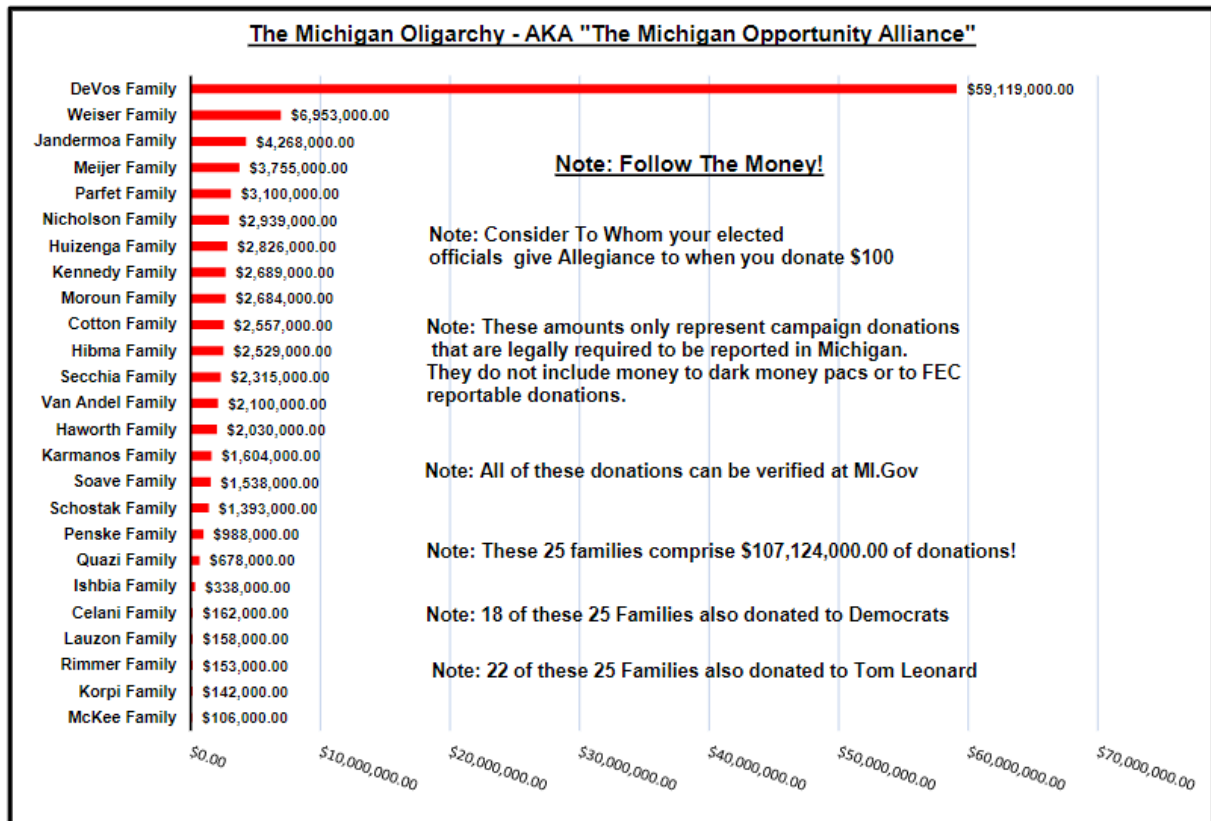 The Michigan Oligarchy - AKA "The Michigan Opportunity Alliance"
DeVos Family $59,119,000.00
Weiser Family $6,953,000.00
Jandermoa Family $4,268,000.00
Meijer Family $3,755,000.00
Parfet Family $3,100,000.00
Nicholson Family $2,939,000.00
Huizenga Family $2,826,000.00
Kennedy Family $2,689,000.00
Moroun Family $2,684,000.00
Cotton Family $2,557,000.00
Hibma Family $2,529,000.00
Secchia Family $2,315,000.00
Van Andel Family $2,100,000.00
Haworth Family $2,030,000.00
Karmanos Family $1,604,000.00
Soave Family $1,538,000.00
Schostak Family $1,393,000.00
Penske Family $988,000.00
Quazi Family $678,000.00
Ishbia Family $338,000.00
Celani Family $162,000.00
Lauzon Family $158,000.00
Rimmer Family $153,000.00
Korpi Family $142,000.00
McKee Family $106,000.00
Note: Follow The Money!
Note: Consider To Whom your elected
officials give Allegiance to when you donate $100
Note: These amounts only represent campaign donations
that are legally required to be reported in Michigan.
They do not include money to dark money pacs or to FEC
reportable donations.
Note: All of these donations can be verified at MI.Gov
Note: These 25 families comprise $107,124,000.00 of donations!
Note: 18 of these 25 Families also donated to Democrats
Note: 22 of these 25 Families also donated to Tom Leonard
$0.00 $10,000,000.00 $20,000,000.00 $30,000,000.00 $40,000,000.00 $50,000,000.00 $60,000,000.00 $70,000,000.00